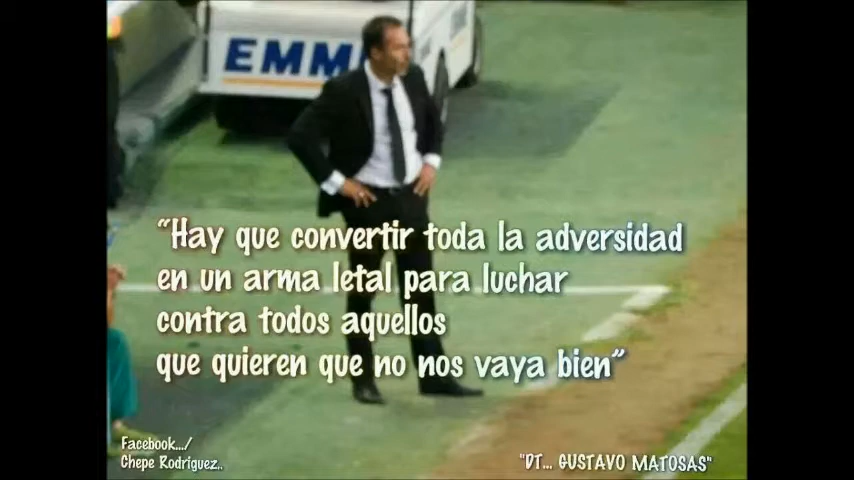 EMM
“Hay que convertir toda la adversidad
en un arma letal para luchar
contra todos aquellos
que quieren que no nos vaya bien”
Facebook.../
Chepe Rodriguez..
"DT... GUSTAVO MATOSAS"